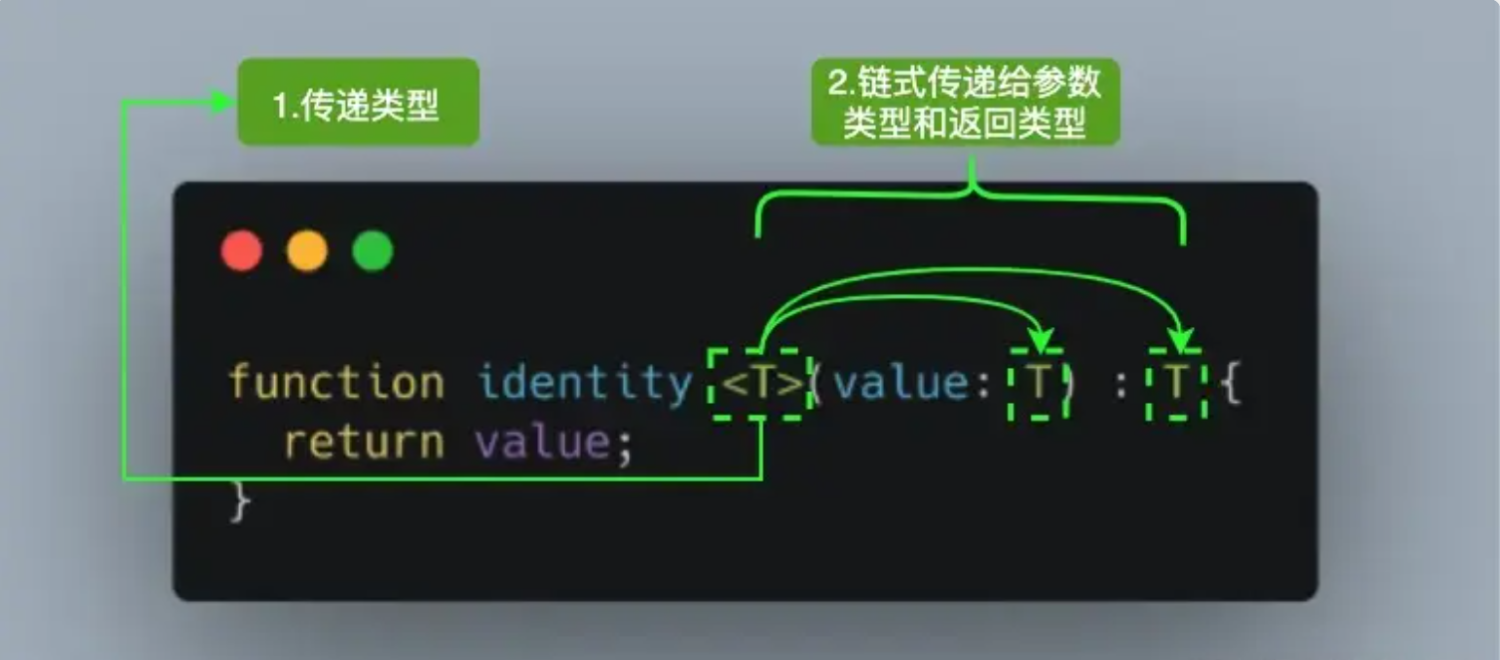 1.传递类型
2.链式传递给参数
类型和返回类型
function identity <T>(value: T) : T {
  return value;
}